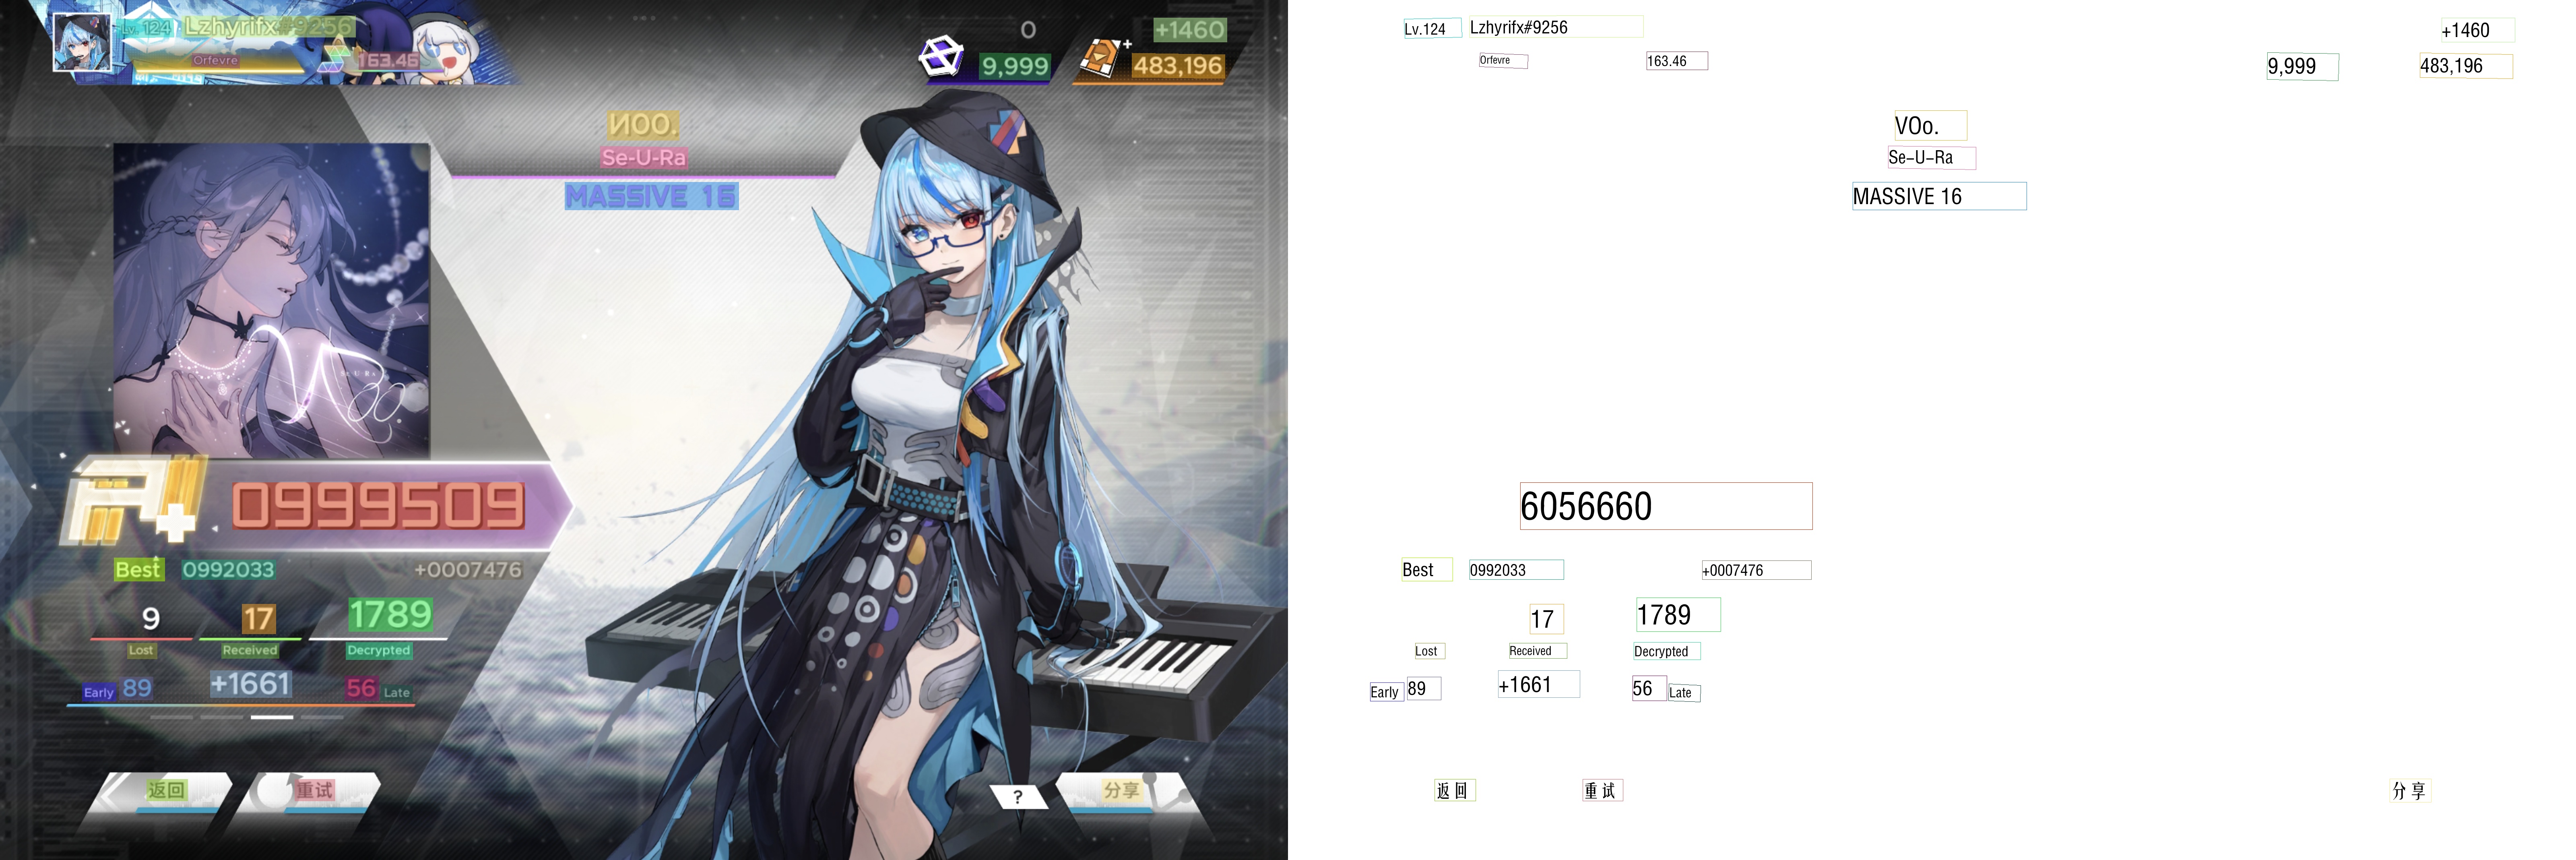 Lv. 124 Lzhyrifx#9256
Orfevre 163.46
0 +1460
9,999 483,196
ИOO.
Se-U-Ra
MASSIVE 16
Se-U-Ra
0999509
Best 0992033 +0007476
9 17 1789
Lost Received Decrypted
Early 89 +1661 56 Late
返回 重试 ? 分享
Lv.124 Lzhyrifx#9256
+1460
Orfevre 163.46
9,999 483,196
VOo.
Se-U-Ra
MASSIVE 16
6056660
Best 0992033 +0007476
17 1789
Lost Received Decrypted
Early 89 +1661 56 Late
返回 重试 分享